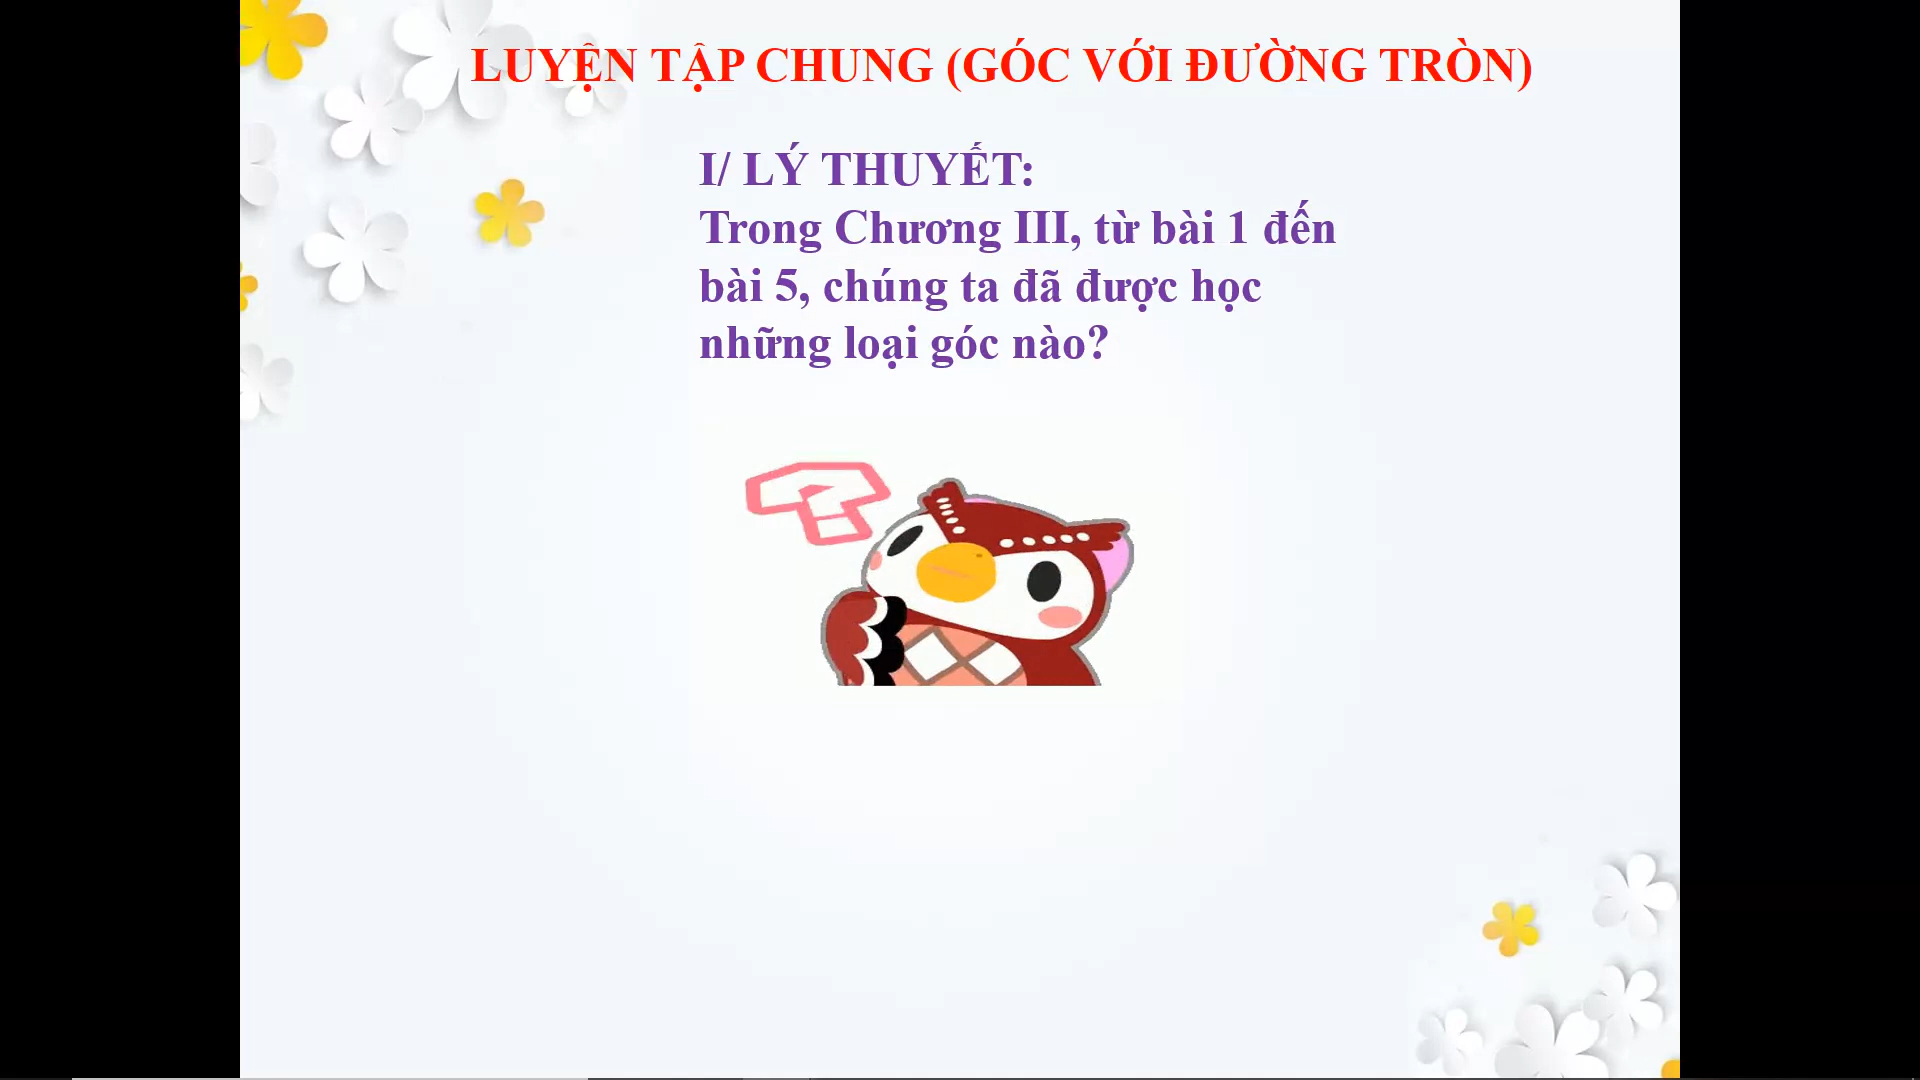 LUYỆN TẬP CHUNG (GÓC VỚI ĐƯỜNG TRÒN)
I/ LÝ THUYẾT:
Trong Chương III, từ bài 1 đến
bài 5, chúng ta đã được học
những loại góc nào?